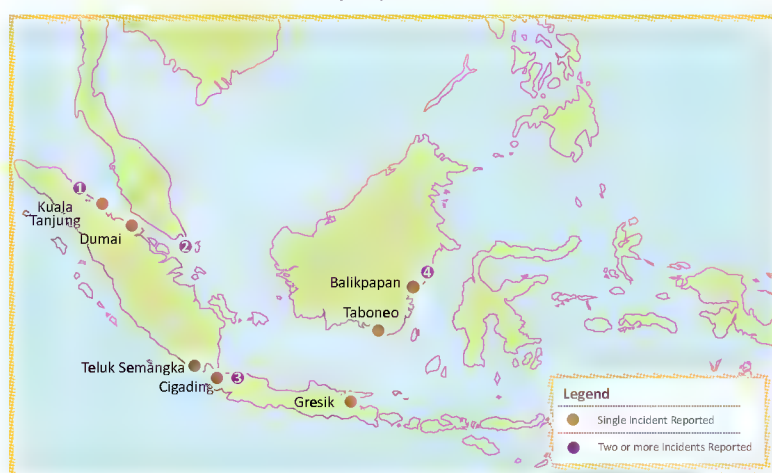 1
Kuala
Tanjung
Dumai
2
4
Balikpapan
Taboneo
Teluk Semangka
Cigading
3
Gresik
Legend
Single Incident Reported
Two or more Incidents Reported